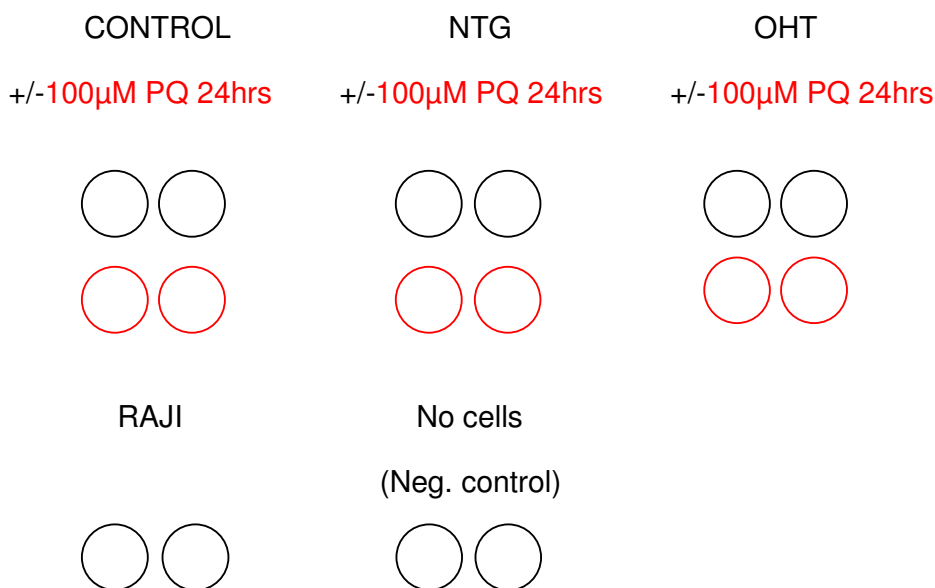 CONTROL NTG OHT
+/-100µM PQ 24hrs +/-100µM PQ 24hrs +/-100µM PQ 24hrs
RAJI No cells
(Neg. control)